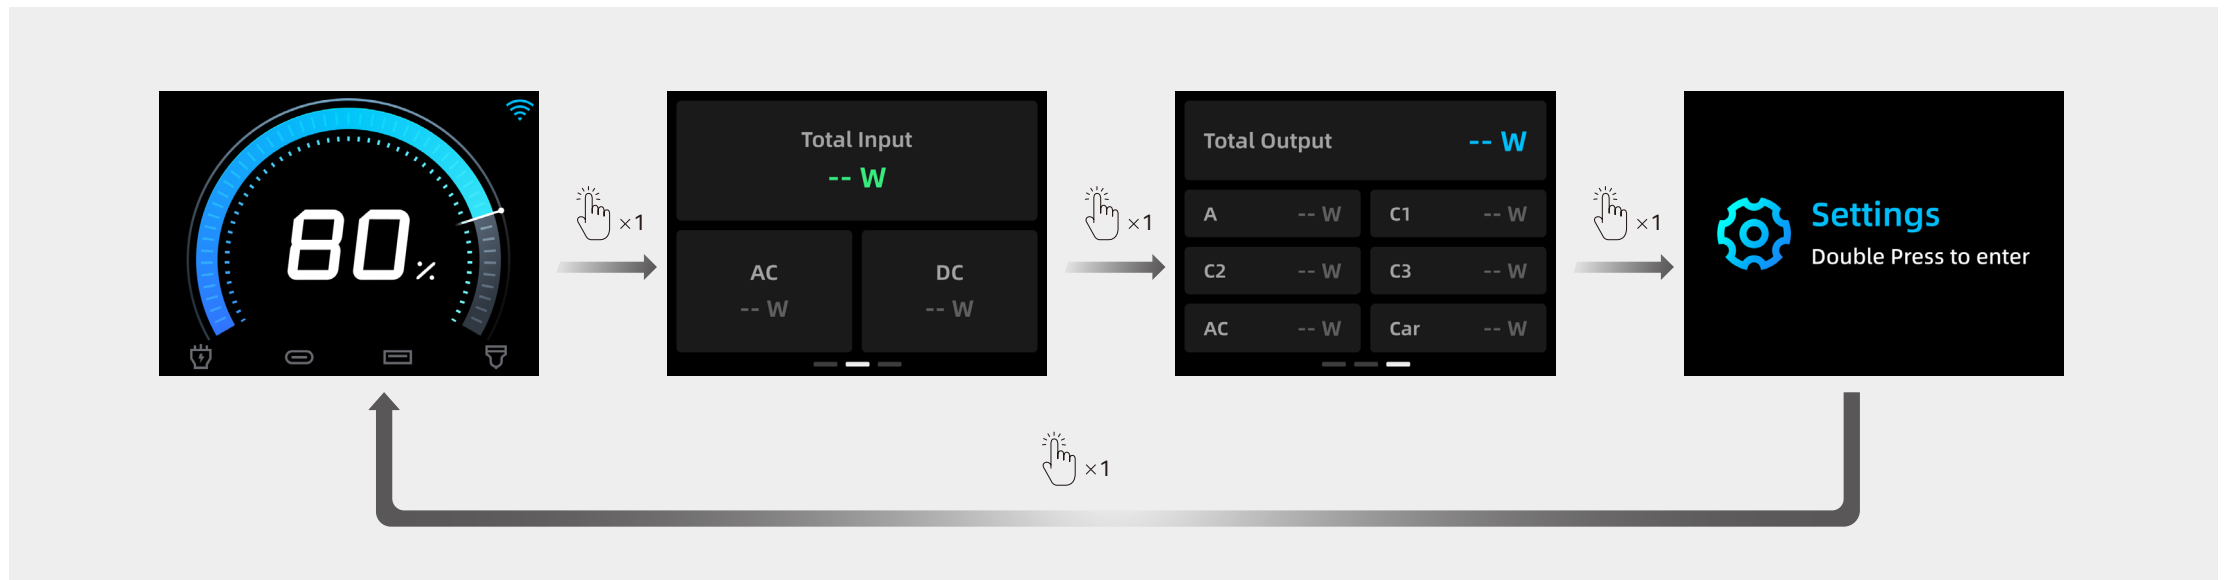 80%
×1
Total Input
-- W
AC
-- W
DC
-- W
×1
Total Output -- W
A -- W
C1 -- W
C2 -- W
C3 -- W
AC -- W
Car -- W
×1
Settings
Double Press to enter
×1